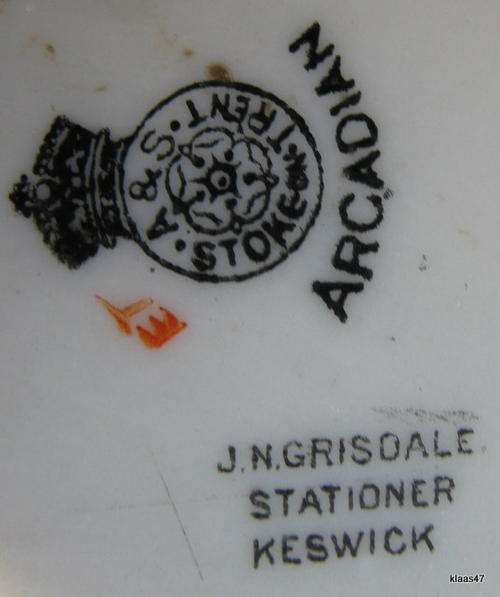 A & S. STOKE ON TRENT.
ARCADIAN
J. N. GRISDALE.
STATIONER
KESWICK
klaas47